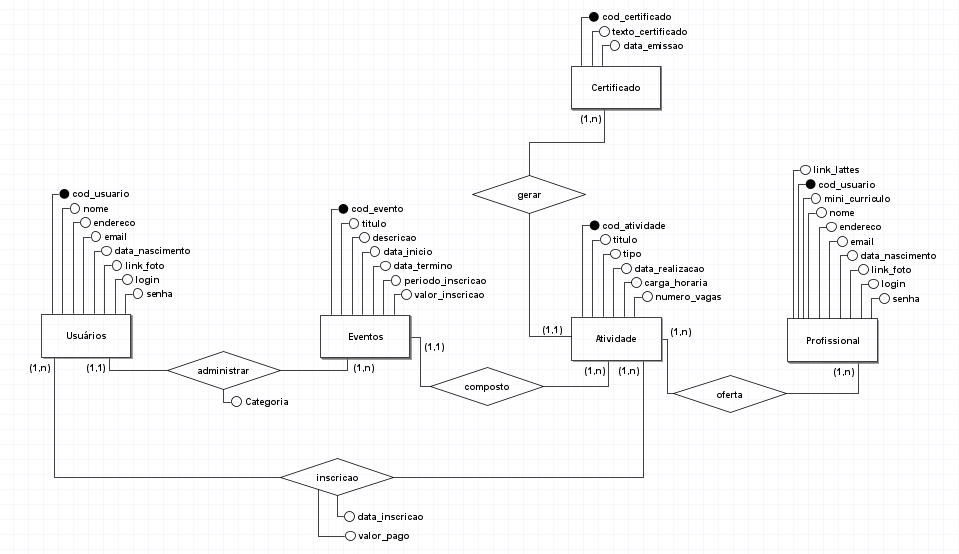 cod_certificado
texto_certificado
data_emissao
Certificado
(1,n)
gerar
link_lattes
cod_usuario
mini_curriculo
nome
endereco
email
data_nascimento
link_foto
login
senha
Profissional
(1,n)
cod_usuario
nome
endereco
email
data_nascimento
link_foto
login
senha
Usuários
(1,n)
(1,1)
cod_evento
titulo
descricao
data_inicio
data_termino
periodo_inscricao
valor_inscricao
Eventos
(1,1)
(1,n)
cod_atividade
titulo
tipo
data_realizacao
carga_horaria
numero_vagas
(1,1)
Atividade
(1,n)
(1,n)
(1,n)
administrar
Categoria
composto
oferta
inscricao
data_inscricao
valor_pago